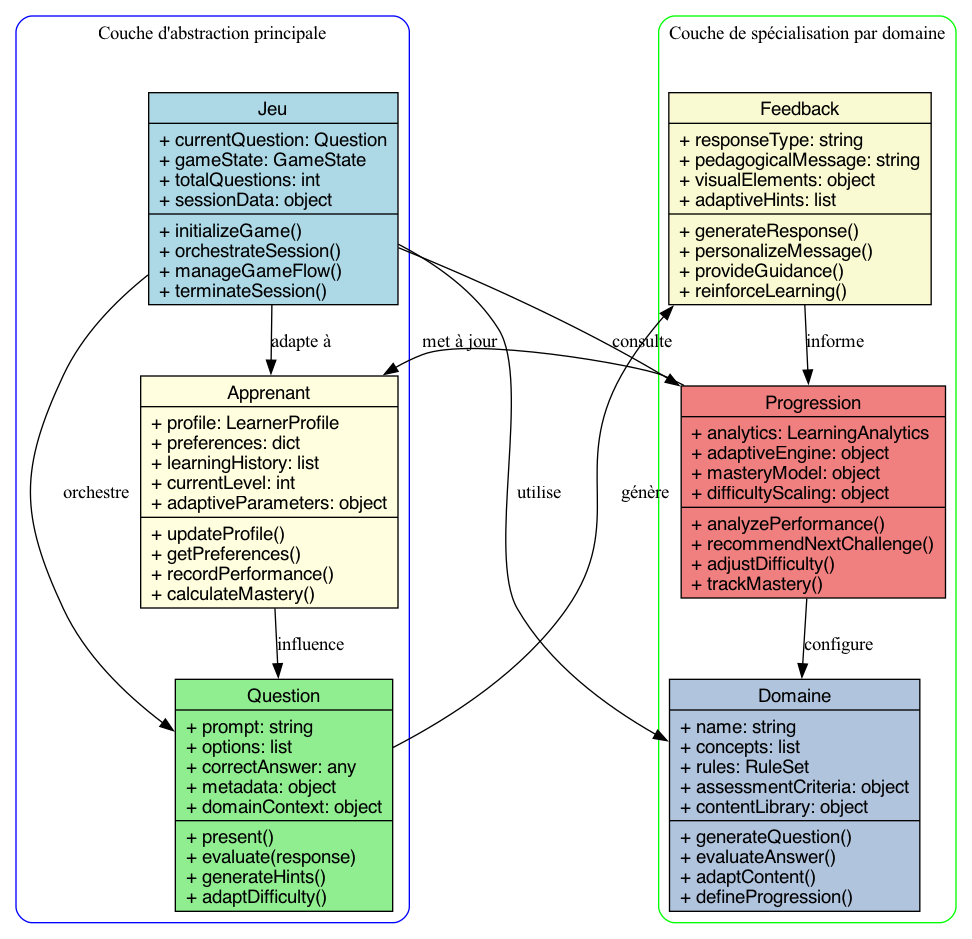 Couche d'abstraction principale
Jeu
+ currentQuestion: Question
+ gameState: GameState
+ totalQuestions: int
+ sessionData: object
+ initializeGame()
+ orchestrateSession()
+ manageGameFlow()
+ terminateSession()
adapte à
Apprenant
+ profile: LearnerProfile
+ preferences: dict
+ learningHistory: list
+ currentLevel: int
+ adaptiveParameters: object
+ updateProfile()
+ getPreferences()
+ recordPerformance()
+ calculateMastery()
orchestre
influence
Question
+ prompt: string
+ options: list
+ correctAnswer: any
+ metadata: object
+ domainContext: object
+ present()
+ evaluate(response)
+ generateHints()
+ adaptDifficulty()
met à jour
consulte
utilise
génère
Couche de spécialisation par domaine
Feedback
+ responseType: string
+ pedagogicalMessage: string
+ visualElements: object
+ adaptiveHints: list
+ generateResponse()
+ personalizeMessage()
+ provideGuidance()
+ reinforceLearning()
informe
Progression
+ analytics: LearningAnalytics
+ adaptiveEngine: object
+ masteryModel: object
+ difficultyScaling: object
+ analyzePerformance()
+ recommendNextChallenge()
+ adjustDifficulty()
+ trackMastery()
configure
Domaine
+ name: string
+ concepts: list
+ rules: RuleSet
+ assessmentCriteria: object
+ contentLibrary: object
+ generateQuestion()
+ evaluateAnswer()
+ adaptContent()
+ defineProgression()